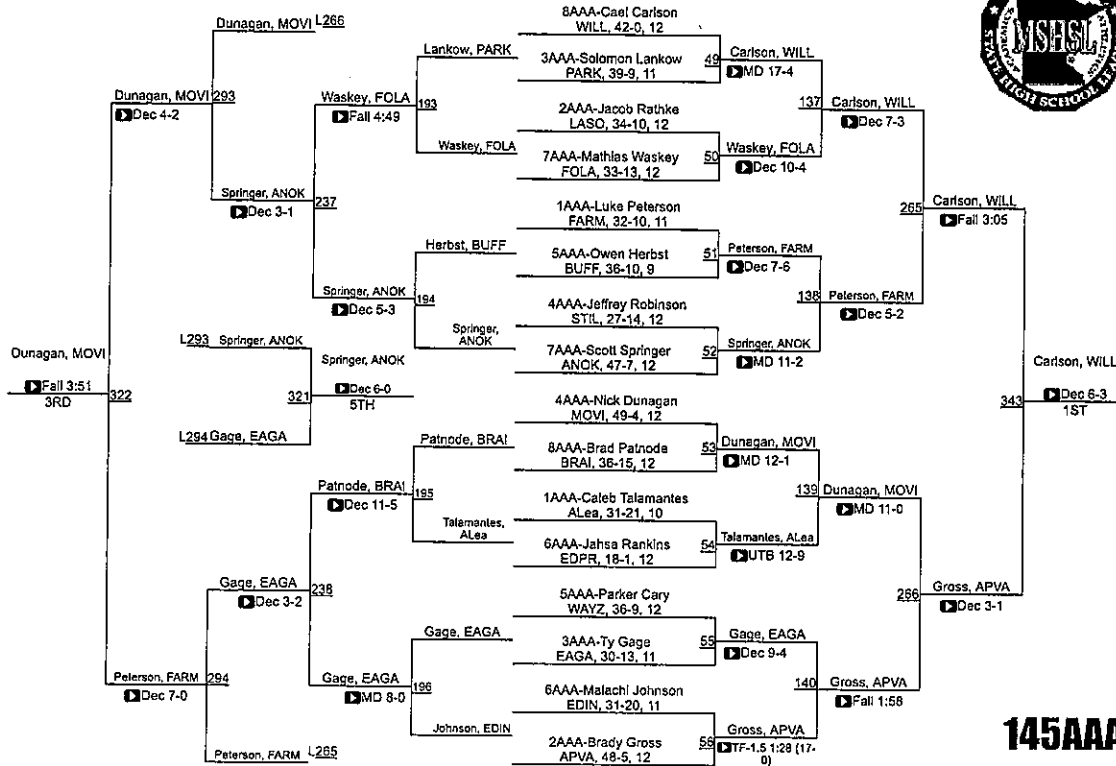 8AAA-Cael Carlson
WILL, 42-0, 12
3AAA-Solomon Lankow
PARK, 39-9, 11
2AAA-Jacob Rathke
LASO, 34-10, 12
7AAA-Mathias Waskey
FOLA, 33-13, 12
1AAA-Luke Peterson
FARM, 32-10, 11
5AAA-Owen Herbst
BUFF, 36-10, 9
4AAA-Jeffrey Robinson
STIL, 27-14, 12
7AAA-Scott Springer
ANOK, 47-7, 12
4AAA-Nick Dunagan
MOVI, 49-4, 12
8AAA-Brad Patnode
BRAI, 36-15, 12
1AAA-Caleb Talamantes
ALea, 31-21, 10
6AAA-Jahsa Rankins
EDPR, 18-1, 12
5AAA-Parker Cary
WAYZ, 36-9, 12
3AAA-Ty Gage
EAGA, 30-13, 11
6AAA-Malachi Johnson
EDIN, 31-20, 11
2AAA-Brady Gross
APVA, 48-5, 12
49
Carlson, WILL
MD 17-4
50
Waskey, FOLA
Dec 10-4
51
Peterson, FARM
Dec 7-6
52
Springer, ANOK
MD 11-2
53
Dunagan, MOVI
MD 12-1
54
Talamantes, ALea
UTB 12-9
55
Gage, EAGA
Dec 9-4
56
Gross, APVA
TF-1.5 1:28 (17-
0)
137
Carlson, WILL
Dec 7-3
138
Peterson, FARM
Dec 5-2
139
Dunagan, MOVI
MD 11-0
140
Gross, APVA
Fall 1:58
265
Carlson, WILL
Fall 3:05
266
Gross, APVA
Dec 3-1
343
Carlson, WILL
Dec 6-3
1ST
Lankow, PARK
193
Waskey, FOLA
Herbst, BUFF
194
Springer,
ANOK
Patnode, BRAI
195
Talamantes,
ALea
Gage, EAGA
196
Johnson, EDIN
Waskey, FOLA
Fall 4:49
237
Springer, ANOK
Dec 5-3
Patnode, BRAI
Dec 11-5
238
Gage, EAGA
MD 8-0
Dunagan, MOVI L266
293
Springer, ANOK
Dec 3-1
Gage, EAGA
Dec 3-2
294
Peterson, FARM L265
Dunagan, MOVI
Dec 4-2
322
Peterson, FARM
Dec 7-0
Dunagan, MOVI
Fall 3:51
3RD
L293 Springer, ANOK
321
L294 Gage, EAGA
Springer, ANOK
Dec 6-0
5TH
MSHSL
STATE HIGH SCHOOL
145AAA